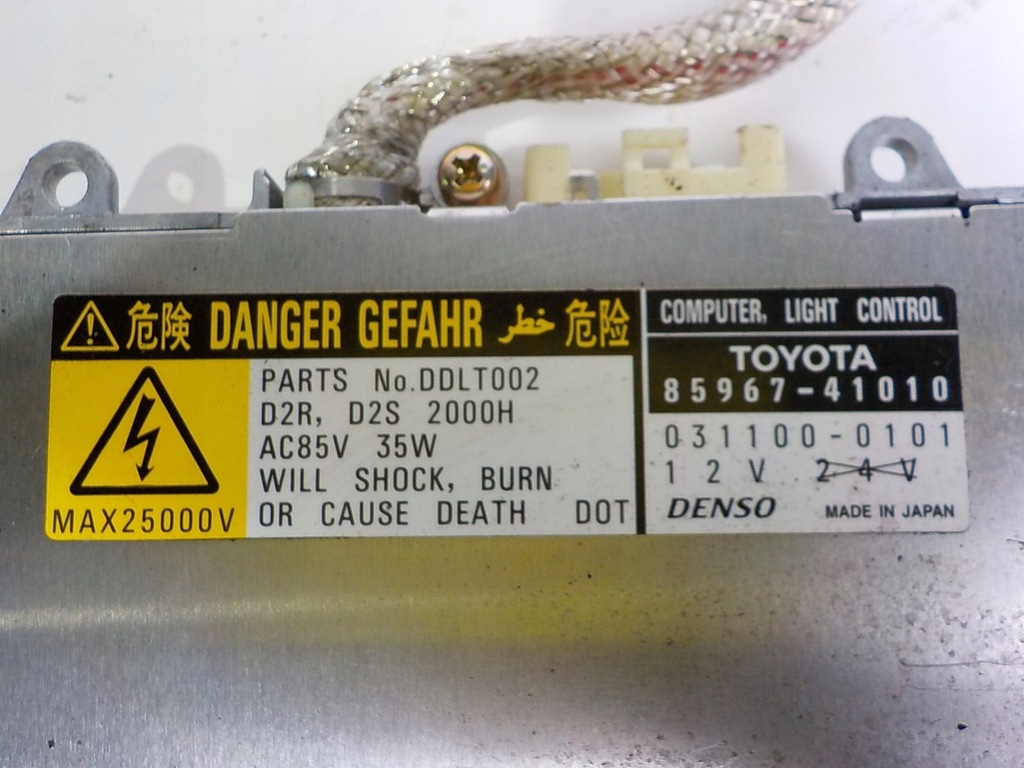 危険 DANGER GEFAHR خطر 危险
MAX25000V
PARTS No.DDLT002
D2R, D2S 2000H
AC85V 35W
WILL SHOCK, BURN
OR CAUSE DEATH DOT
COMPUTER, LIGHT CONTROL
TOYOTA
85967-41010
031100-0101
12V 24V
DENSO MADE IN JAPAN